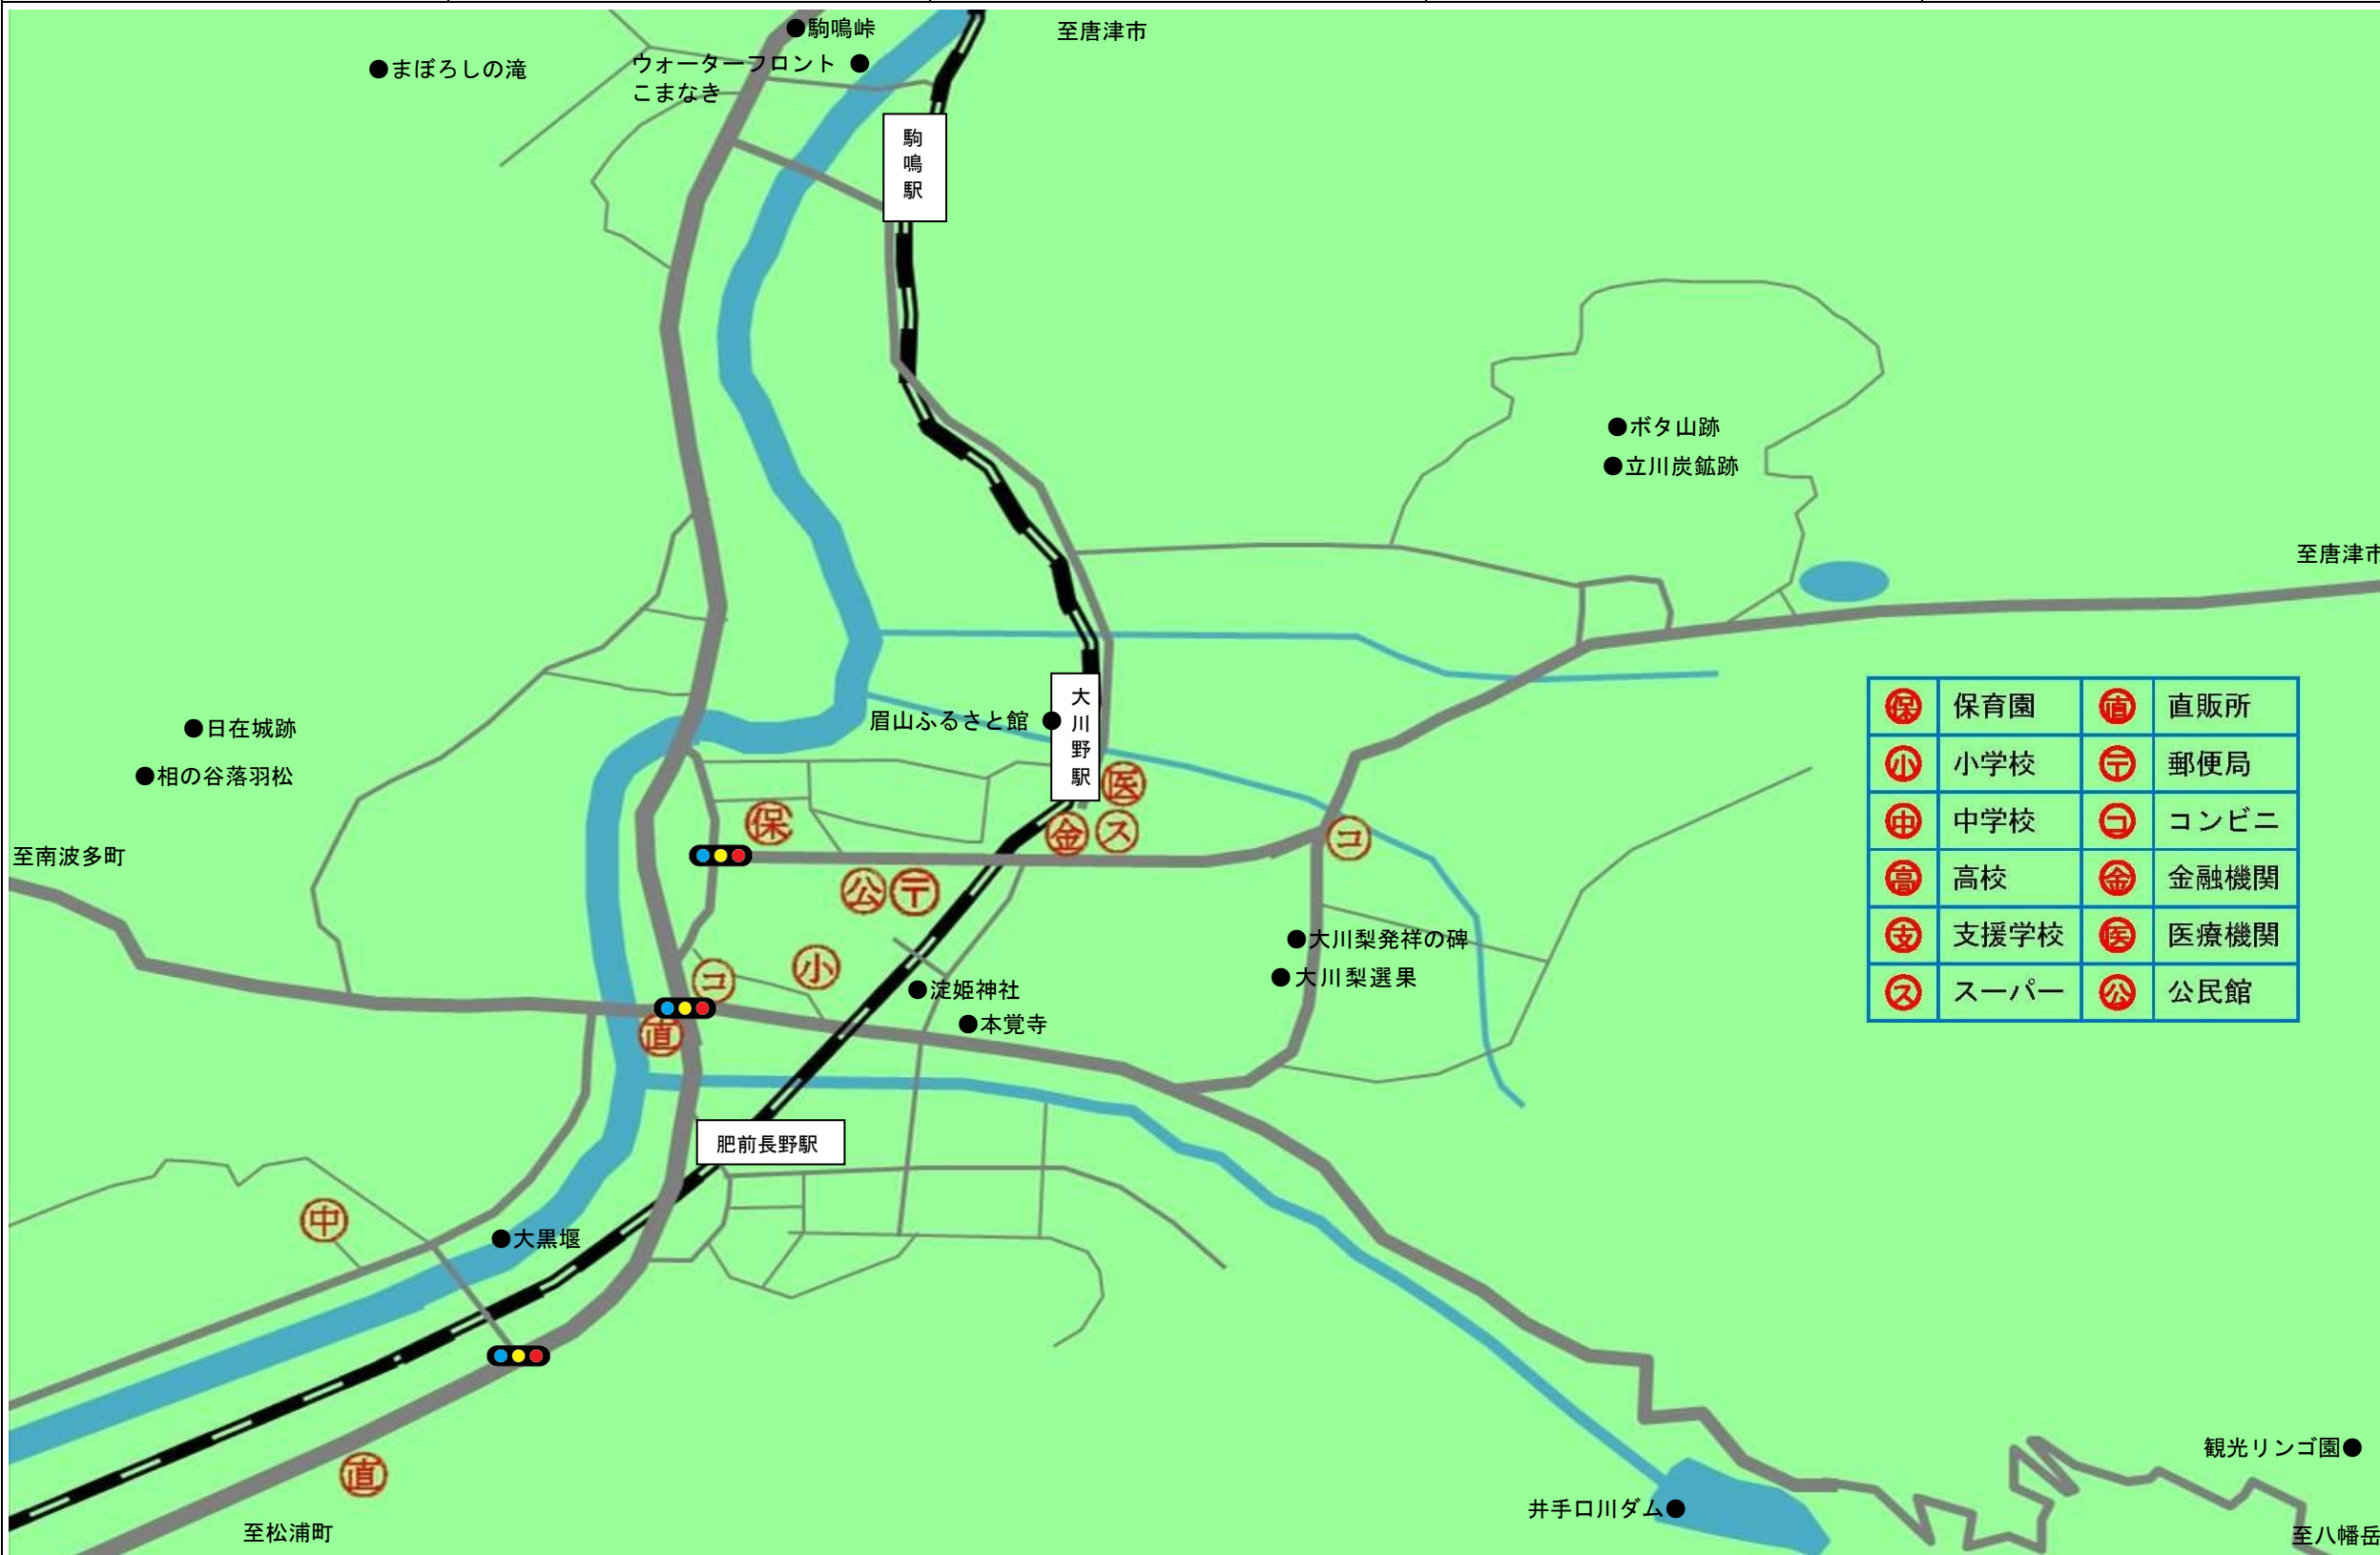 ●駒鳴峠
至唐津市
●まぼろしの滝
ウォーターフロント ●
こまなき
駒鳴駅
●ボタ山跡
●立川炭鉱跡
至唐津市
●日在城跡
眉山ふるさと館 ●
大川野駅
●相の谷落羽松
医
保
金 ス
コ
至南波多町
公 〒
●大川梨発祥の碑
コ
小
●大川梨選果
●淀姫神社
●本覚寺
直
肥前長野駅
中
●大黒堰
直
至松浦町
井手口川ダム●
観光リンゴ園●
至八幡岳
保 保育園 直 直販所
小 小学校 〒 郵便局
中 中学校 コ コンビニ
高 高校 金 金融機関
支 支援学校 医 医療機関
ス スーパー 公 公民館